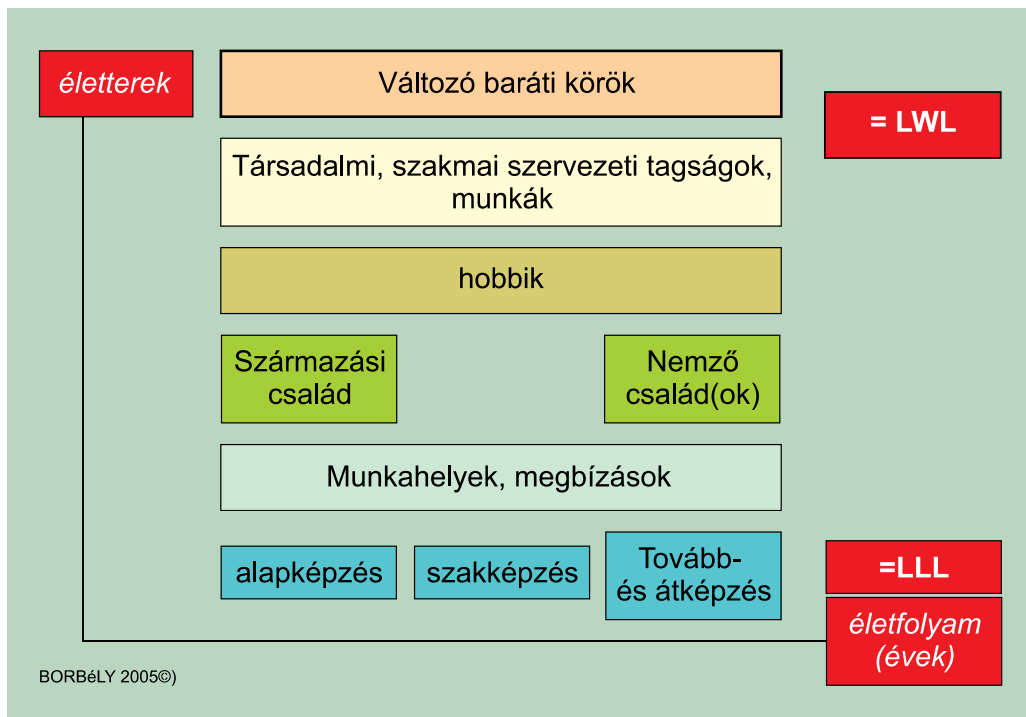 életterek
Változó baráti körök
= LWL
Társadalmi, szakmai szervezeti tagságok,
munkák
hobbik
Származási
család
Nemző
család(ok)
Munkahelyek, megbízások
alapképzés
szakképzés
Tovább-
és átképzés
=LLL
életfolyam
(évek)
BORBéLY 2005©)